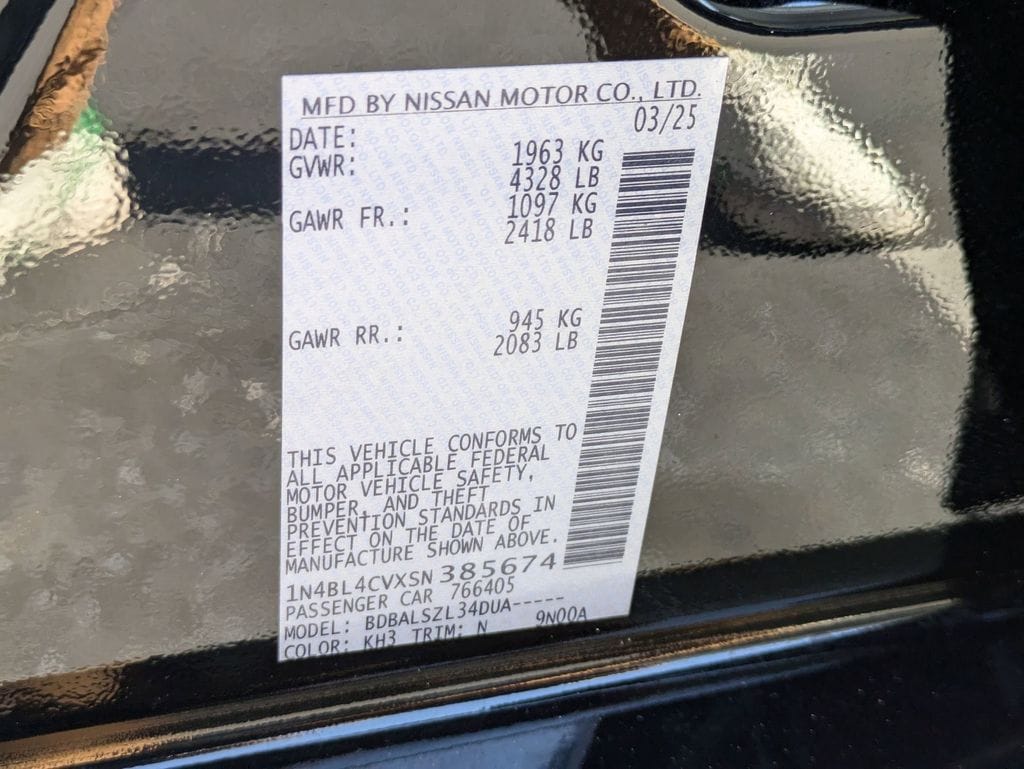 MFD BY NISSAN MOTOR CO., LTD.
DATE: 03/25
GVWR: 1963 KG
4328 LB
GAWR FR.: 1097 KG
2418 LB
GAWR RR.: 945 KG
2083 LB
THIS VEHICLE CONFORMS TO
ALL APPLICABLE FEDERAL
MOTOR VEHICLE SAFETY,
BUMPER, AND THEFT
PREVENTION STANDARDS IN
EFFECT ON THE DATE OF
MANUFACTURE SHOWN ABOVE.
1N4BL4CVXSN385674
PASSENGER CAR 766405
MODEL: BDBALSZL34DUA-----
COLOR: KH3 TRIM: N 9N00A